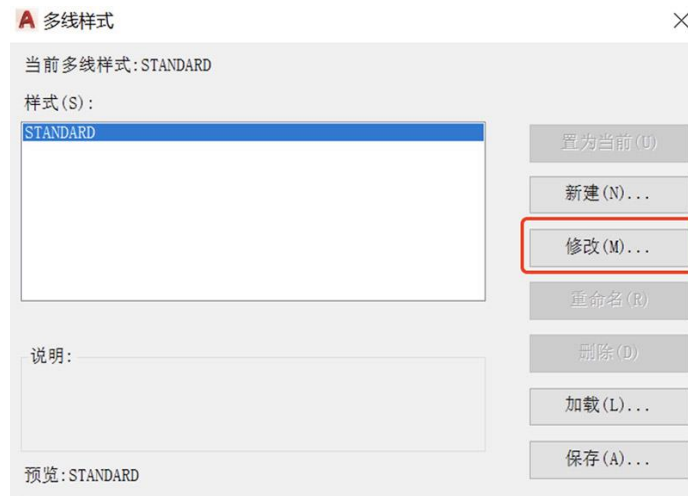 多线样式
当前多线样式:STANDARD
样式(S):
STANDARD
置为当前(U)
新建(N)...
修改(M)...
重命名(R)
删除(D)
加载(L)...
保存(A)...
说明:
预览:STANDARD